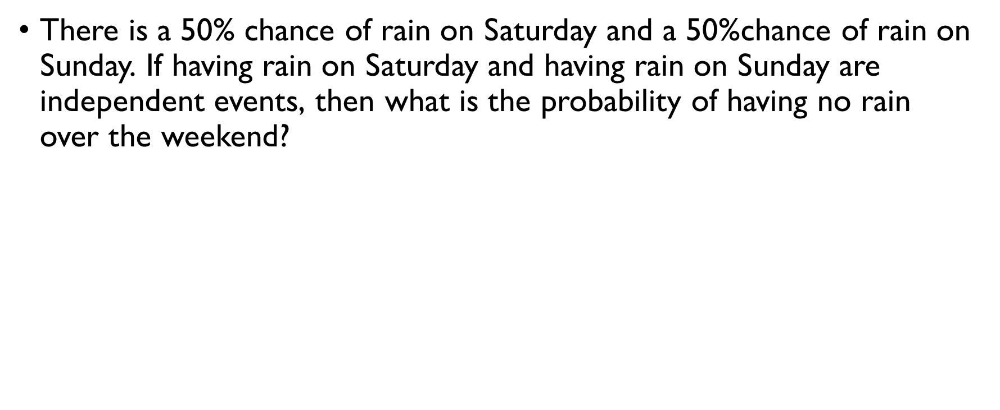 • There is a 50% chance of rain on Saturday and a 50%chance of rain on
Sunday. If having rain on Saturday and having rain on Sunday are
independent events, then what is the probability of having no rain
over the weekend?